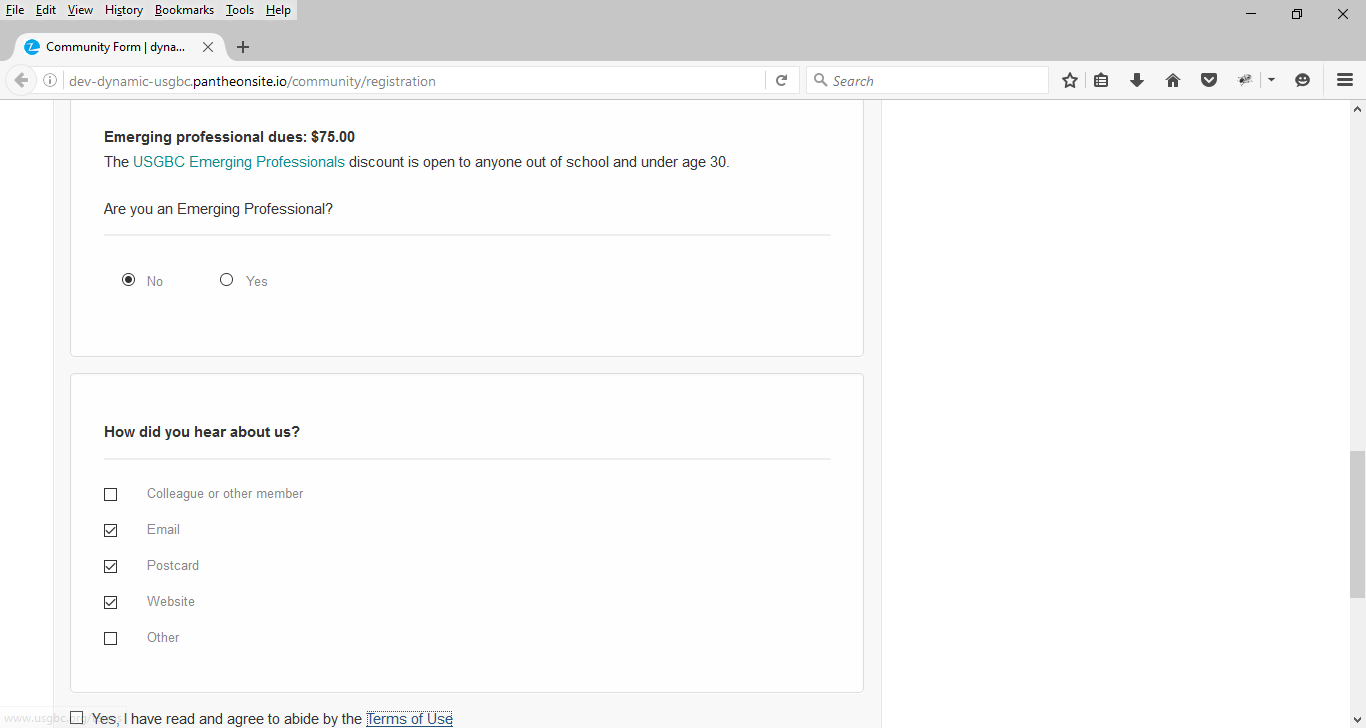 File Edit View History Bookmarks Tools Help
Community Form | dyna...
dev-dynamic-usgbc.pantheonsite.io/community/registration
Search
Emerging professional dues: $75.00
The USGBC Emerging Professionals discount is open to anyone out of school and under age 30.
Are you an Emerging Professional?
No Yes
How did you hear about us?
Colleague or other member
Email
Postcard
Website
Other
Yes, I have read and agree to abide by the Terms of Use